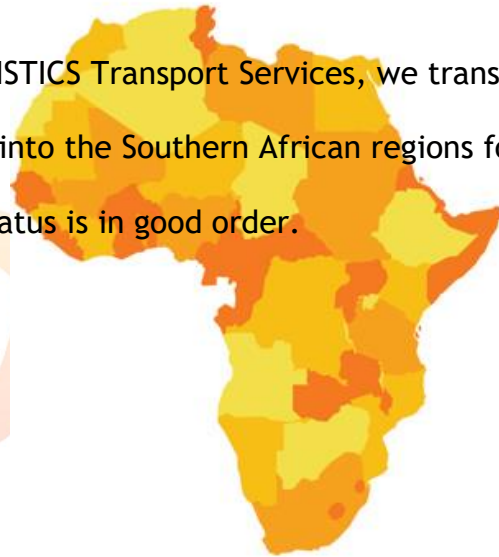 ISTICS Transport Services, we trans
into the Southern African regions fo
atus is in good order.